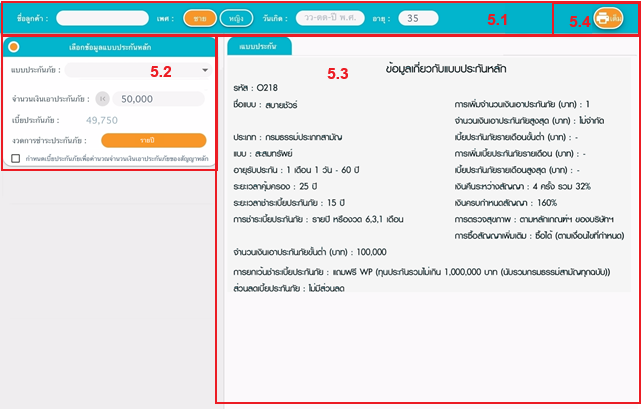 ชื่อลูกค้า : เพศ : ชาย หญิง วันเกิด : วว-ดด-ปี พ.ศ. อายุ : 35 5.1 5.4 เติม
เลือกข้อมูลแบบประกันหลัก
แบบประกันภัย : 5.2
จำนวนเงินเอาประกันภัย : 50,000
เบี้ยประกันภัย : 49,750
งวดการชำระประกันภัย : รายปี
กำหนดเบี้ยประกันภัยเพื่อคำนวณจำนวนเงินเอาประกันภัยของสัญญาหลัก
แบบประกัน
5.3 ข้อมูลเกี่ยวกับแบบประกันหลัก
รหัส : O218
ชื่อแบบ : สบายชัวร์ การเพิ่มจำนวนเงินเอาประกันภัย (บาท) : 1
จำนวนเงินเอาประกันภัยสูงสุด (บาท) : ไม่จำกัด
ประเภท : กรมธรรม์ประเภทสามัญ เบี้ยประกันภัยรายเดือนขั้นต่ำ (บาท) : -
แบบ : สะสมทรัพย์ การเพิ่มเบี้ยประกันภัยรายเดือน (บาท) : -
อายุรับประกัน : 1 เดือน 1 วัน - 60 ปี เบี้ยประกันภัยรายเดือนสูงสุด (บาท) : -
ระยะเวลาคุ้มครอง : 25 ปี เงินคืนระหว่างสัญญา : 4 ครั้ง รวม 32%
ระยะเวลาชำระเบี้ยประกันภัย : 15 ปี เงินครบกำหนดสัญญา : 160%
การชำระเบี้ยประกันภัย : รายปี หรืองวด 6,3,1 เดือน การตรวจสุขภาพ : ตามหลักเกณฑ์ฯ ของบริษัทฯ
การซื้อสัญญาเพิ่มเติม : ซื้อได้ (ตามเงื่อนไขที่กำหนด)
จำนวนเงินเอาประกันภัยขั้นต่ำ (บาท) : 100,000
การยกเว้นชำระเบี้ยประกันภัย : แถมฟรี WP (ทุนประกันรวมไม่เกิน 1,000,000 บาท (นับรวมกรมธรรม์สามัญทุกฉบับ))
ส่วนลดเบี้ยประกันภัย : ไม่มีส่วนลด